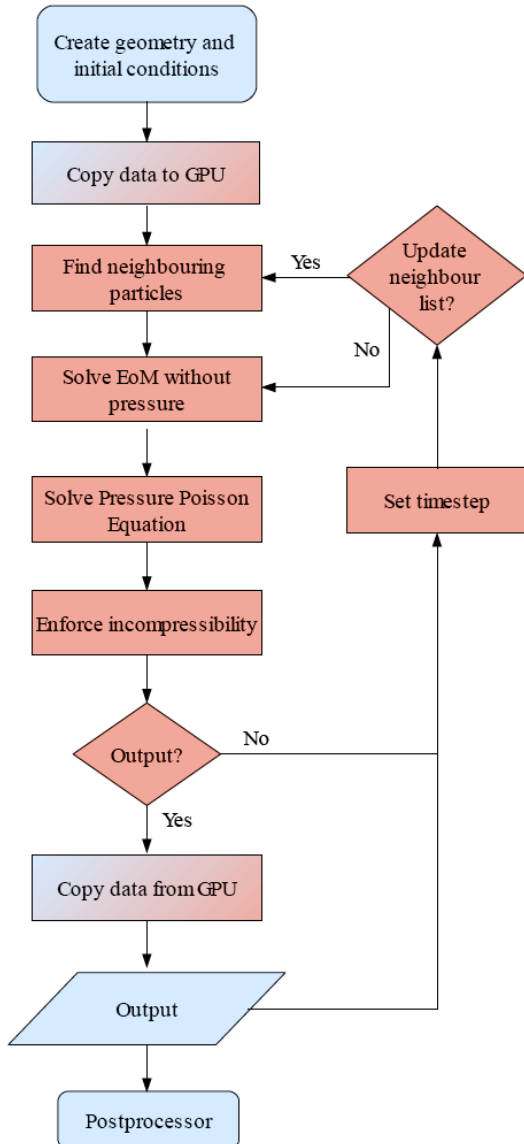 Create geometry and
initial conditions
Copy data to GPU
Find neighbouring
particles
Yes
Update
neighbour
list?
No
Solve EoM without
pressure
Solve Pressure Poisson
Equation
Set timestep
Enforce incompressibility
Output?
No
Yes
Copy data from GPU
Output
Postprocessor